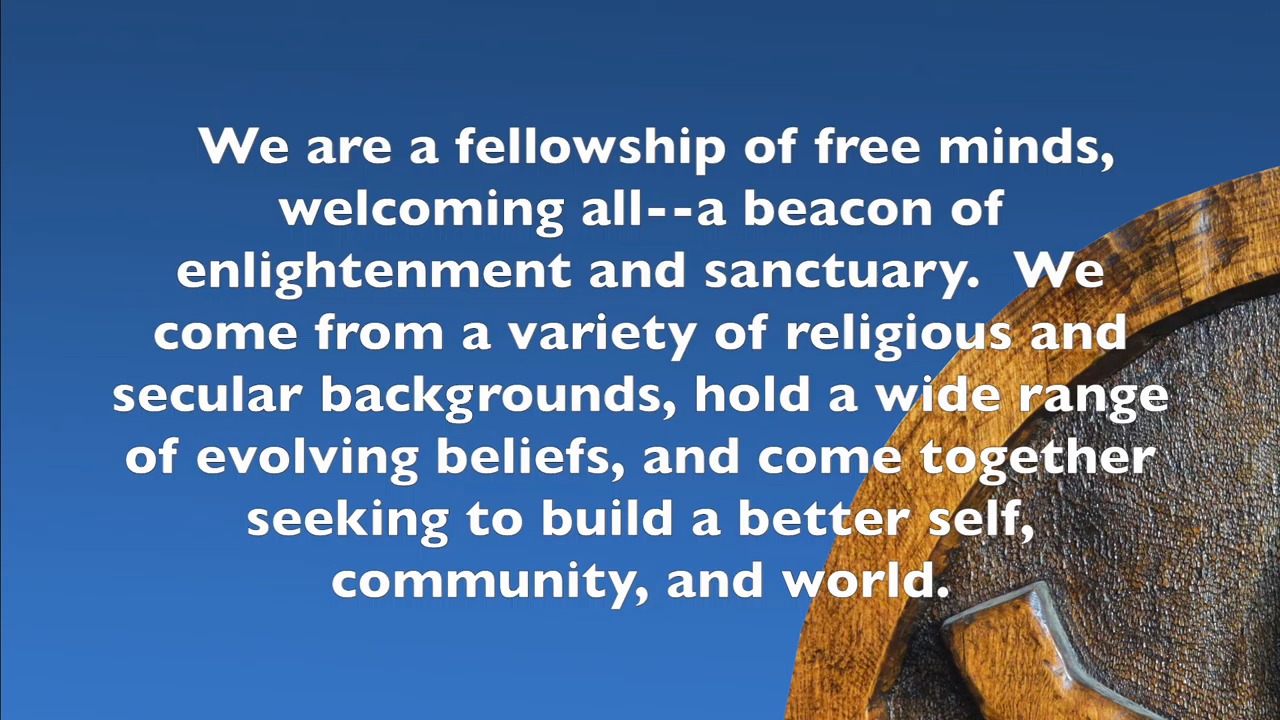 We are a fellowship of free minds,
welcoming all--a beacon of
enlightenment and sanctuary.  We
come from a variety of religious and
secular backgrounds, hold a wide range
of evolving beliefs, and come together
seeking to build a better self,
community, and world.